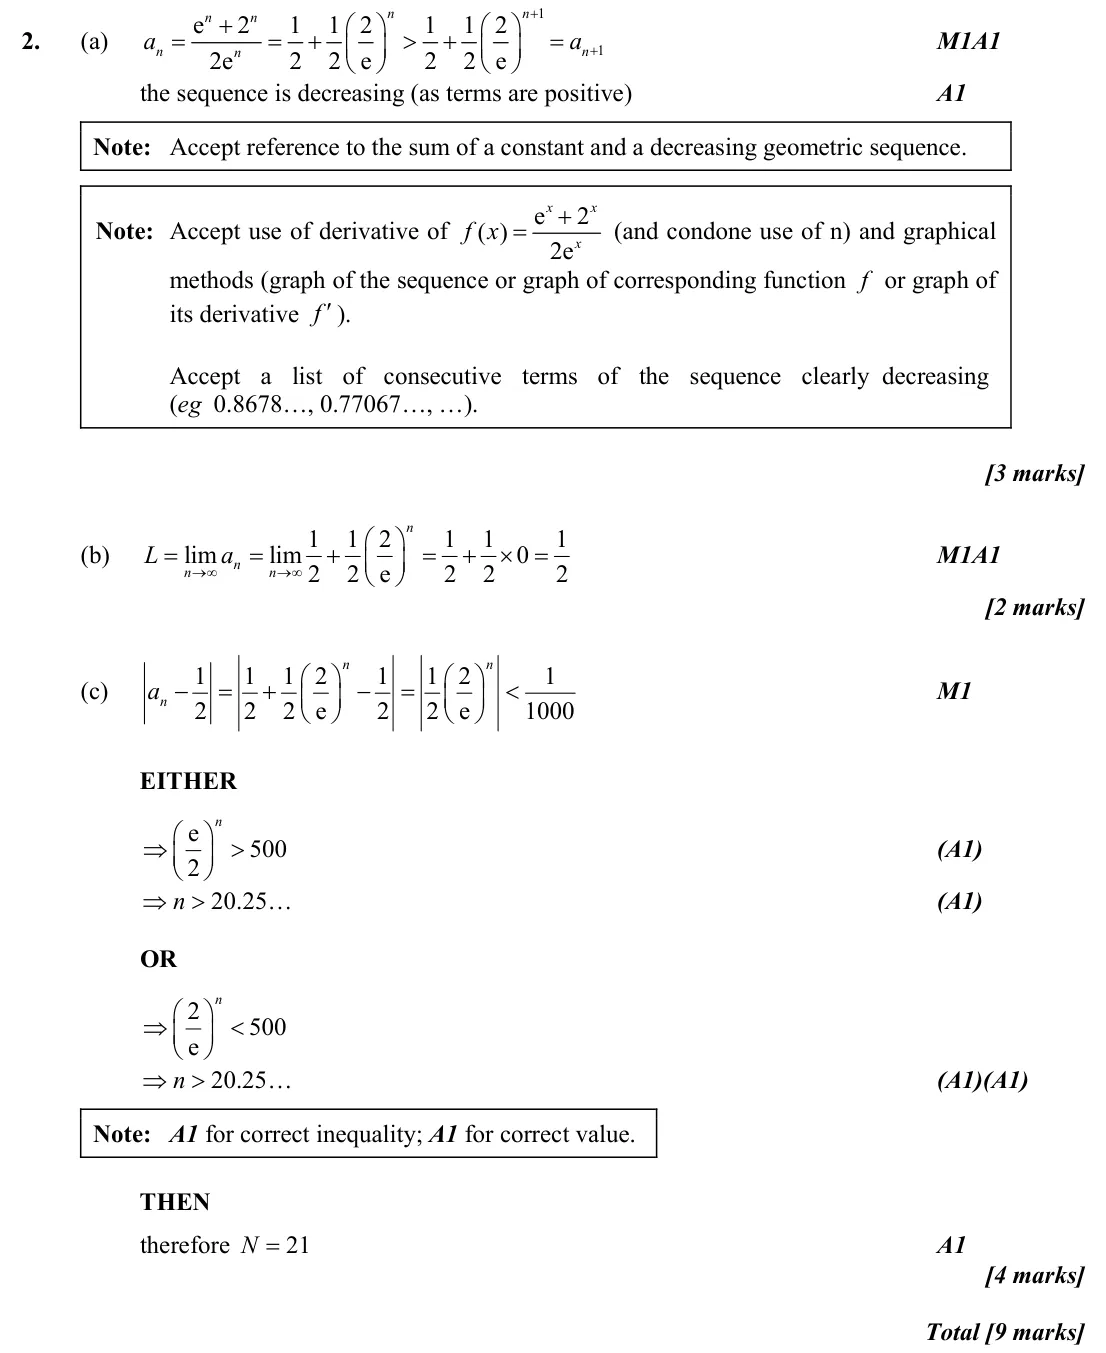 2. (a) aₙ = (eⁿ + 2ⁿ)/(2eⁿ) = 1/2 + 1/2(2/e)ⁿ > 1/2 + 1/2(2/e)ⁿ⁺¹ = aₙ₊₁ M1A1
the sequence is decreasing (as terms are positive) A1
Note: Accept reference to the sum of a constant and a decreasing geometric sequence.
Note: Accept use of derivative of f(x) = (eˣ + 2ˣ)/(2eˣ) (and condone use of n) and graphical
methods (graph of the sequence or graph of corresponding function f or graph of
its derivative f′ ).
Accept a list of consecutive terms of the sequence clearly decreasing
(eg 0.8678…, 0.77067…, …).
[3 marks]
(b) L = lim n→∞ aₙ = lim n→∞ 1/2 + 1/2(2/e)ⁿ = 1/2 + 1/2 × 0 = 1/2 M1A1
[2 marks]
(c) |aₙ − 1/2| = |1/2 + 1/2(2/e)ⁿ − 1/2| = |1/2(2/e)ⁿ| < 1/1000 M1
EITHER
⇒ (e/2)ⁿ > 500 (A1)
⇒ n > 20.25… (A1)
OR
⇒ (2/e)ⁿ < 500
⇒ n > 20.25… (A1)(A1)
Note: A1 for correct inequality; A1 for correct value.
THEN
therefore N = 21 A1
[4 marks]
Total [9 marks]